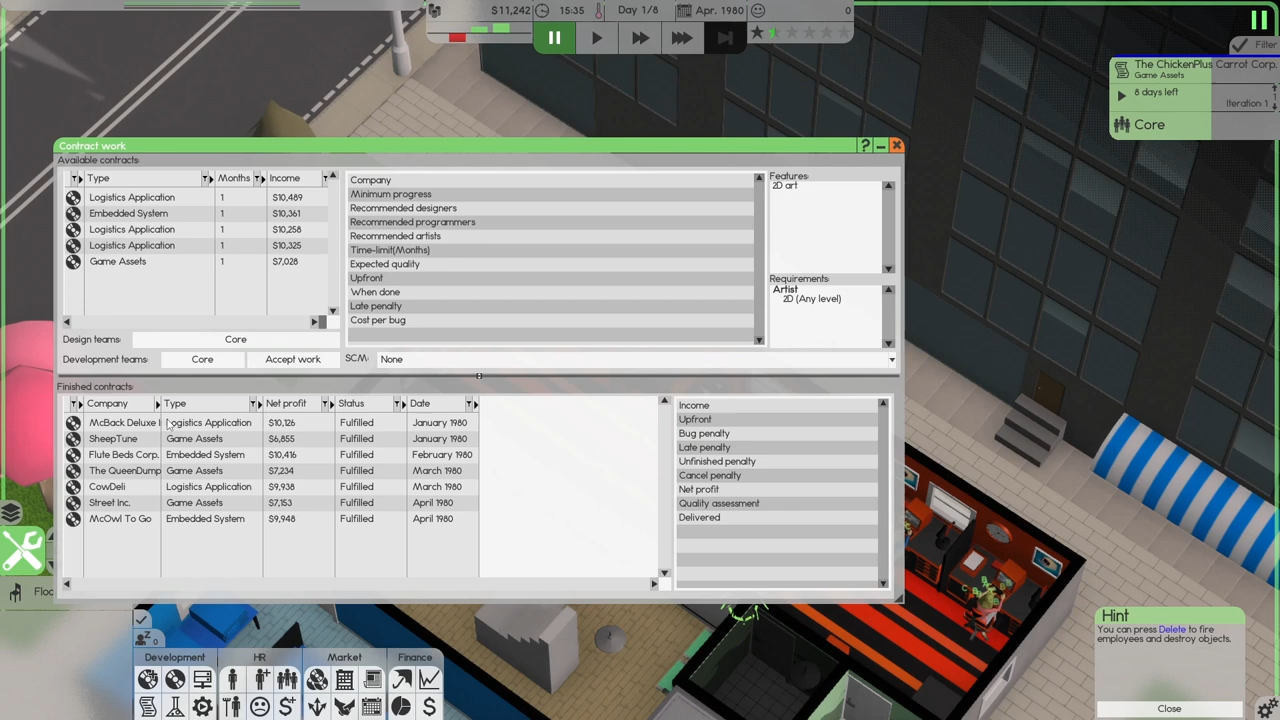 $11,242 15:35 Day 1/8 Apr. 1980 0
Filter
The ChickenPlus Carrot Corp.
Game Assets
8 days left
Iteration 1
1
1
Core
Contract work
?
Available contracts:
Type Months Income
Logistics Application 1 $10,489
Embedded System 1 $10,361
Logistics Application 1 $10,258
Logistics Application 1 $10,325
Game Assets 1 $7,028
Company
Minimum progress
Recommended designers
Recommended programmers
Recommended artists
Time-limit(Months)
Expected quality
Upfront
When done
Late penalty
Cost per bug
Features:
2D art
Requirements:
Artist
2D (Any level)
Design teams: Core
Development teams: Core Accept work SCM: None
Finished contracts:
Company Type Net profit Status Date
McBack Deluxe Logistics Application $10,126 Fulfilled January 1980
SheepTune Game Assets $6,855 Fulfilled January 1980
Flute Beds Corp. Embedded System $10,416 Fulfilled February 1980
The QueenDump Game Assets $7,234 Fulfilled March 1980
CowDeli Logistics Application $9,938 Fulfilled March 1980
Street Inc. Game Assets $7,153 Fulfilled April 1980
McOwl To Go Embedded System $9,948 Fulfilled April 1980
Income
Upfront
Bug penalty
Late penalty
Unfinished penalty
Cancel penalty
Net profit
Quality assessment
Delivered
Floo
Z 0
Development HR Market Finance
Hint
You can press Delete to fire
employees and destroy objects.
Close